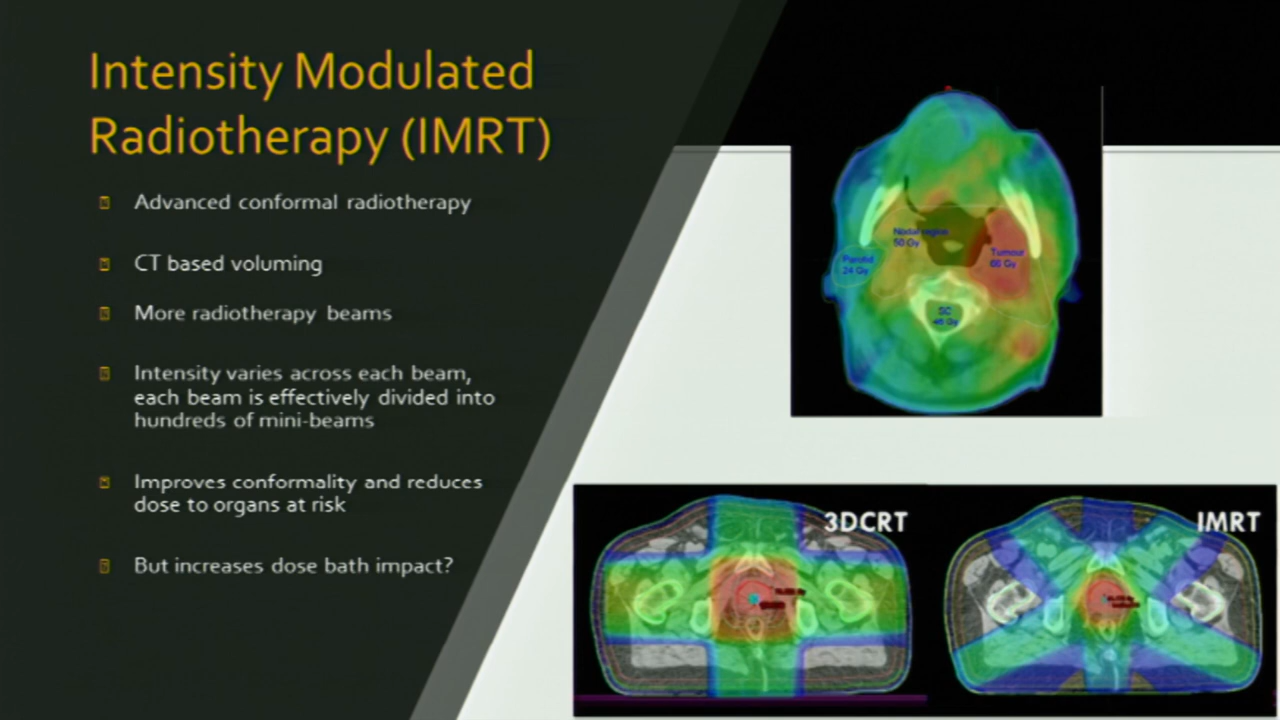 Intensity Modulated
Radiotherapy (IMRT)
Advanced conformal radiotherapy
CT based voluming
More radiotherapy beams
Intensity varies across each beam,
each beam is effectively divided into
hundreds of mini-beams
Improves conformality and reduces
dose to organs at risk
But increases dose bath impact?
Nodal region
50 Gy
Parotid
24 Gy
Tumour
66 Gy
SC
45 Gy
3DCRT
IMRT